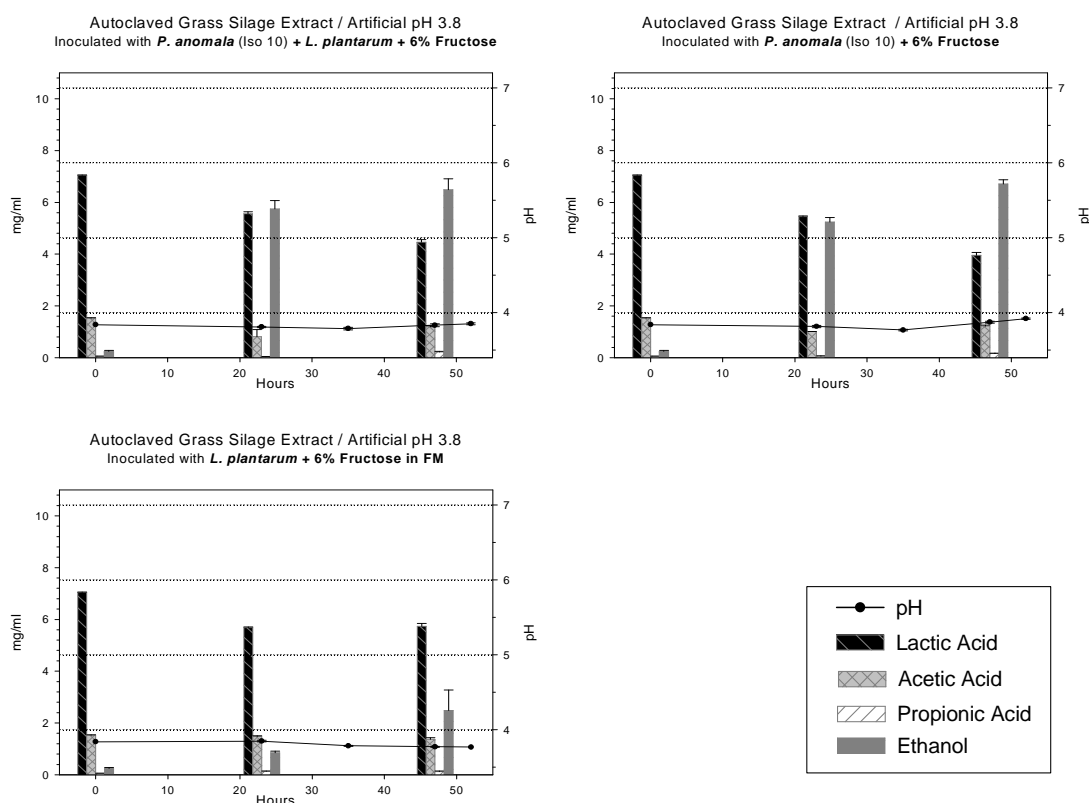 Autoclaved Grass Silage Extract / Artificial pH 3.8
Inoculated with P. anomala (Iso 10) + L. plantarum + 6% Fructose
10
8
6
4
2
0
mg/ml
7
6
5
4
pH
0
20
30
40
50
Hours
Autoclaved Grass Silage Extract / Artificial pH 3.8
Inoculated with P. anomala (Iso 10) + 6% Fructose
10
8
6
4
2
0
mg/ml
7
6
5
4
pH
0
20
30
40
50
Hours
Autoclaved Grass Silage Extract / Artificial pH 3.8
Inoculated with L. plantarum + 6% Fructose in FM
10
8
6
4
2
0
mg/ml
7
6
5
4
pH
0
10
20
30
40
50
Hours
pH
Lactic Acid
Acetic Acid
Propionic Acid
Ethanol